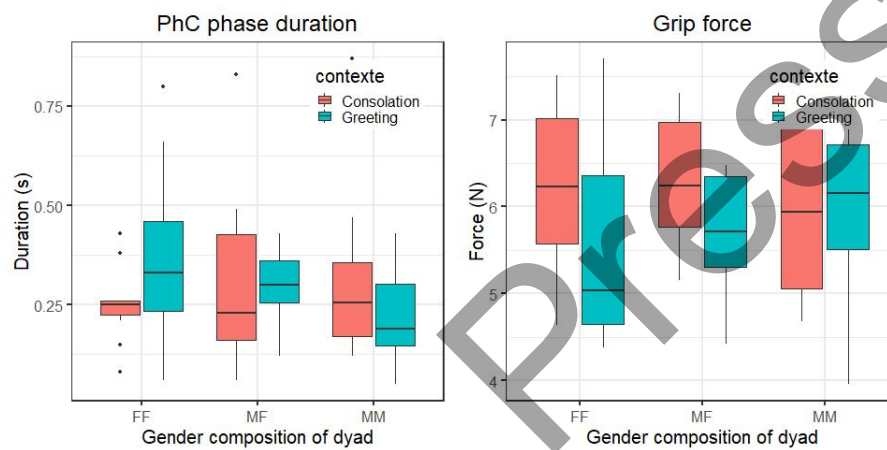 PhC phase duration
contexte
Consolation
Greeting
0.75
0.50
0.25
Duration (s)
FF
MF
MM
Gender composition of dyad
Grip force
contexte
Consolation
Greeting
7
6
5
4
Force (N)
FF
MF
MM
Gender composition of dyad
Press